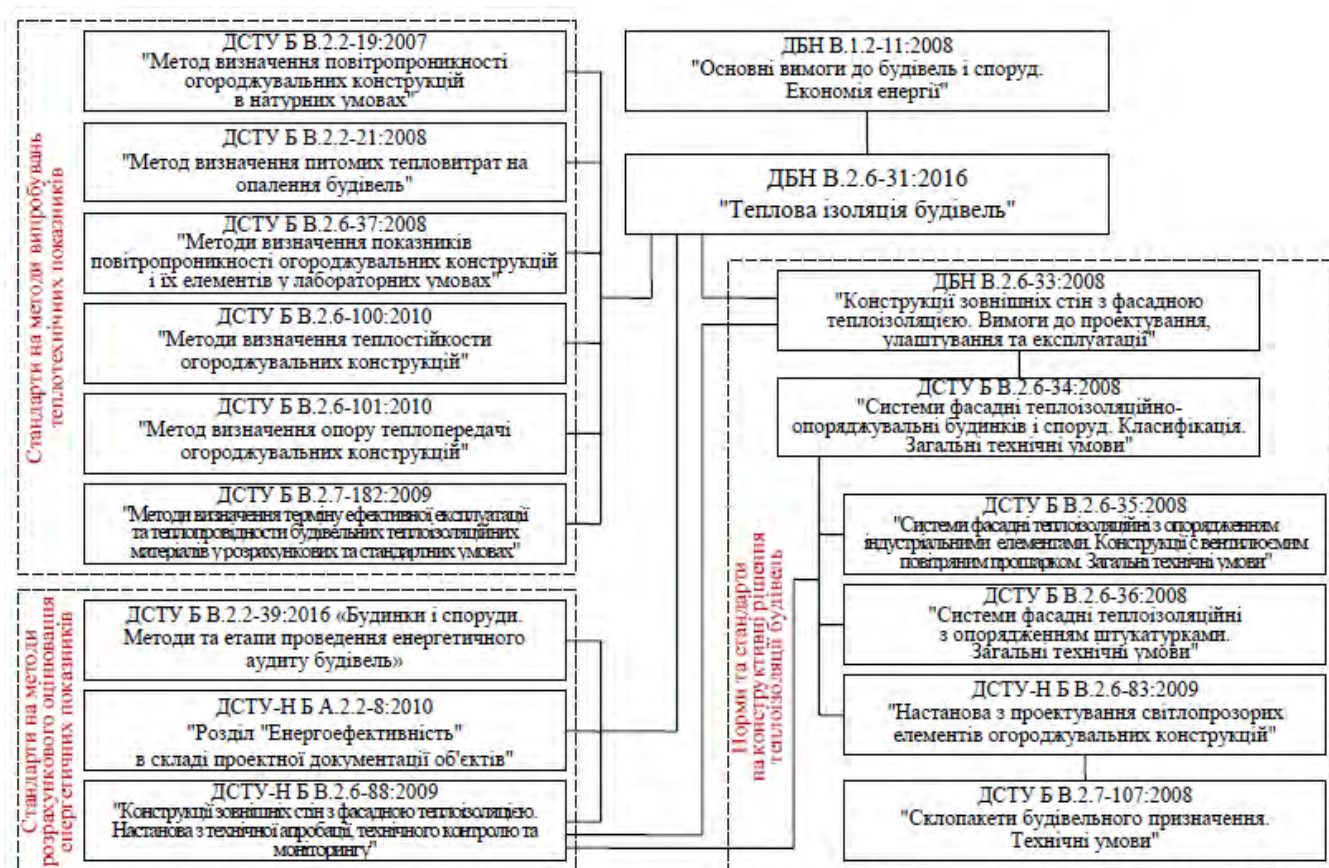 Стандарти на методи випробувань
теплотехнічних показників
ДСТУ Б В.2.2-19:2007
"Метод визначення повітропроникності
огороджувальних конструкцій
в натурних умовах"
ДСТУ Б В.2.2-21:2008
"Метод визначення питомих тепловитрат на
опалення будівель"
ДСТУ Б В.2.6-37:2008
"Методи визначення показників
повітропроникності огороджувальних конструкцій
і їх елементів у лабораторних умовах"
ДСТУ Б В.2.6-100:2010
"Методи визначення теплостійкости
огороджувальних конструкцій"
ДСТУ Б В.2.6-101:2010
"Метод визначення опору теплопередачі
огороджувальних конструкцій"
ДСТУ Б В.2.7-182:2009
"Методи визначення терміну ефективної експлуатації
та теплопровідности будівельних теплоізоляційних
матеріалів у розрахункових та стандартних умовах"
Стандарти на методи
розрахункового оцінювання
енергетичних показників
ДСТУ Б В.2.2-39:2016 «Будинки і споруди.
Методи та етапи проведення енергетичного
аудиту будівель»
ДСТУ-Н Б А.2.2-8:2010
"Розділ "Енергоефективність"
в складі проектної документації об'єктів"
ДСТУ-Н Б В.2.6-88:2009
"Конструкції зовнішніх стін з фасадною теплоізоляцією.
Настанова з технічної апробації, технічного контролю та
моніторингу"
ДБН В.1.2-11:2008
"Основні вимоги до будівель і споруд.
Економія енергії"
ДБН В.2.6-31:2016
"Теплова ізоляція будівель"
Норми та стандарти
на конструктивні рішення
теплоізоляції будівель
ДБН В.2.6-33:2008
"Конструкції зовнішніх стін з фасадною
теплоізоляцією. Вимоги до проектування,
улаштування та експлуатації"
ДСТУ Б В.2.6-34:2008
"Системи фасадні теплоізоляційно-
опоряджувальні будинків і споруд. Класифікація.
Загальні технічні умови"
ДСТУ Б В.2.6-35:2008
"Системи фасадні теплоізоляційні з опорядженням
індустріальними елементами. Конструкції с вентилюємим
повітряним прошарком. Загальні технічні умови"
ДСТУ Б В.2.6-36:2008
"Системи фасадні теплоізоляційні
з опорядженням штукатурками.
Загальні технічні умови"
ДСТУ-Н Б В.2.6-83:2009
"Настанова з проектування світлопрозорих
елементів огороджувальних конструкцій"
ДСТУ Б В.2.7-107:2008
"Склопакети будівельного призначення.
Технічні умови"